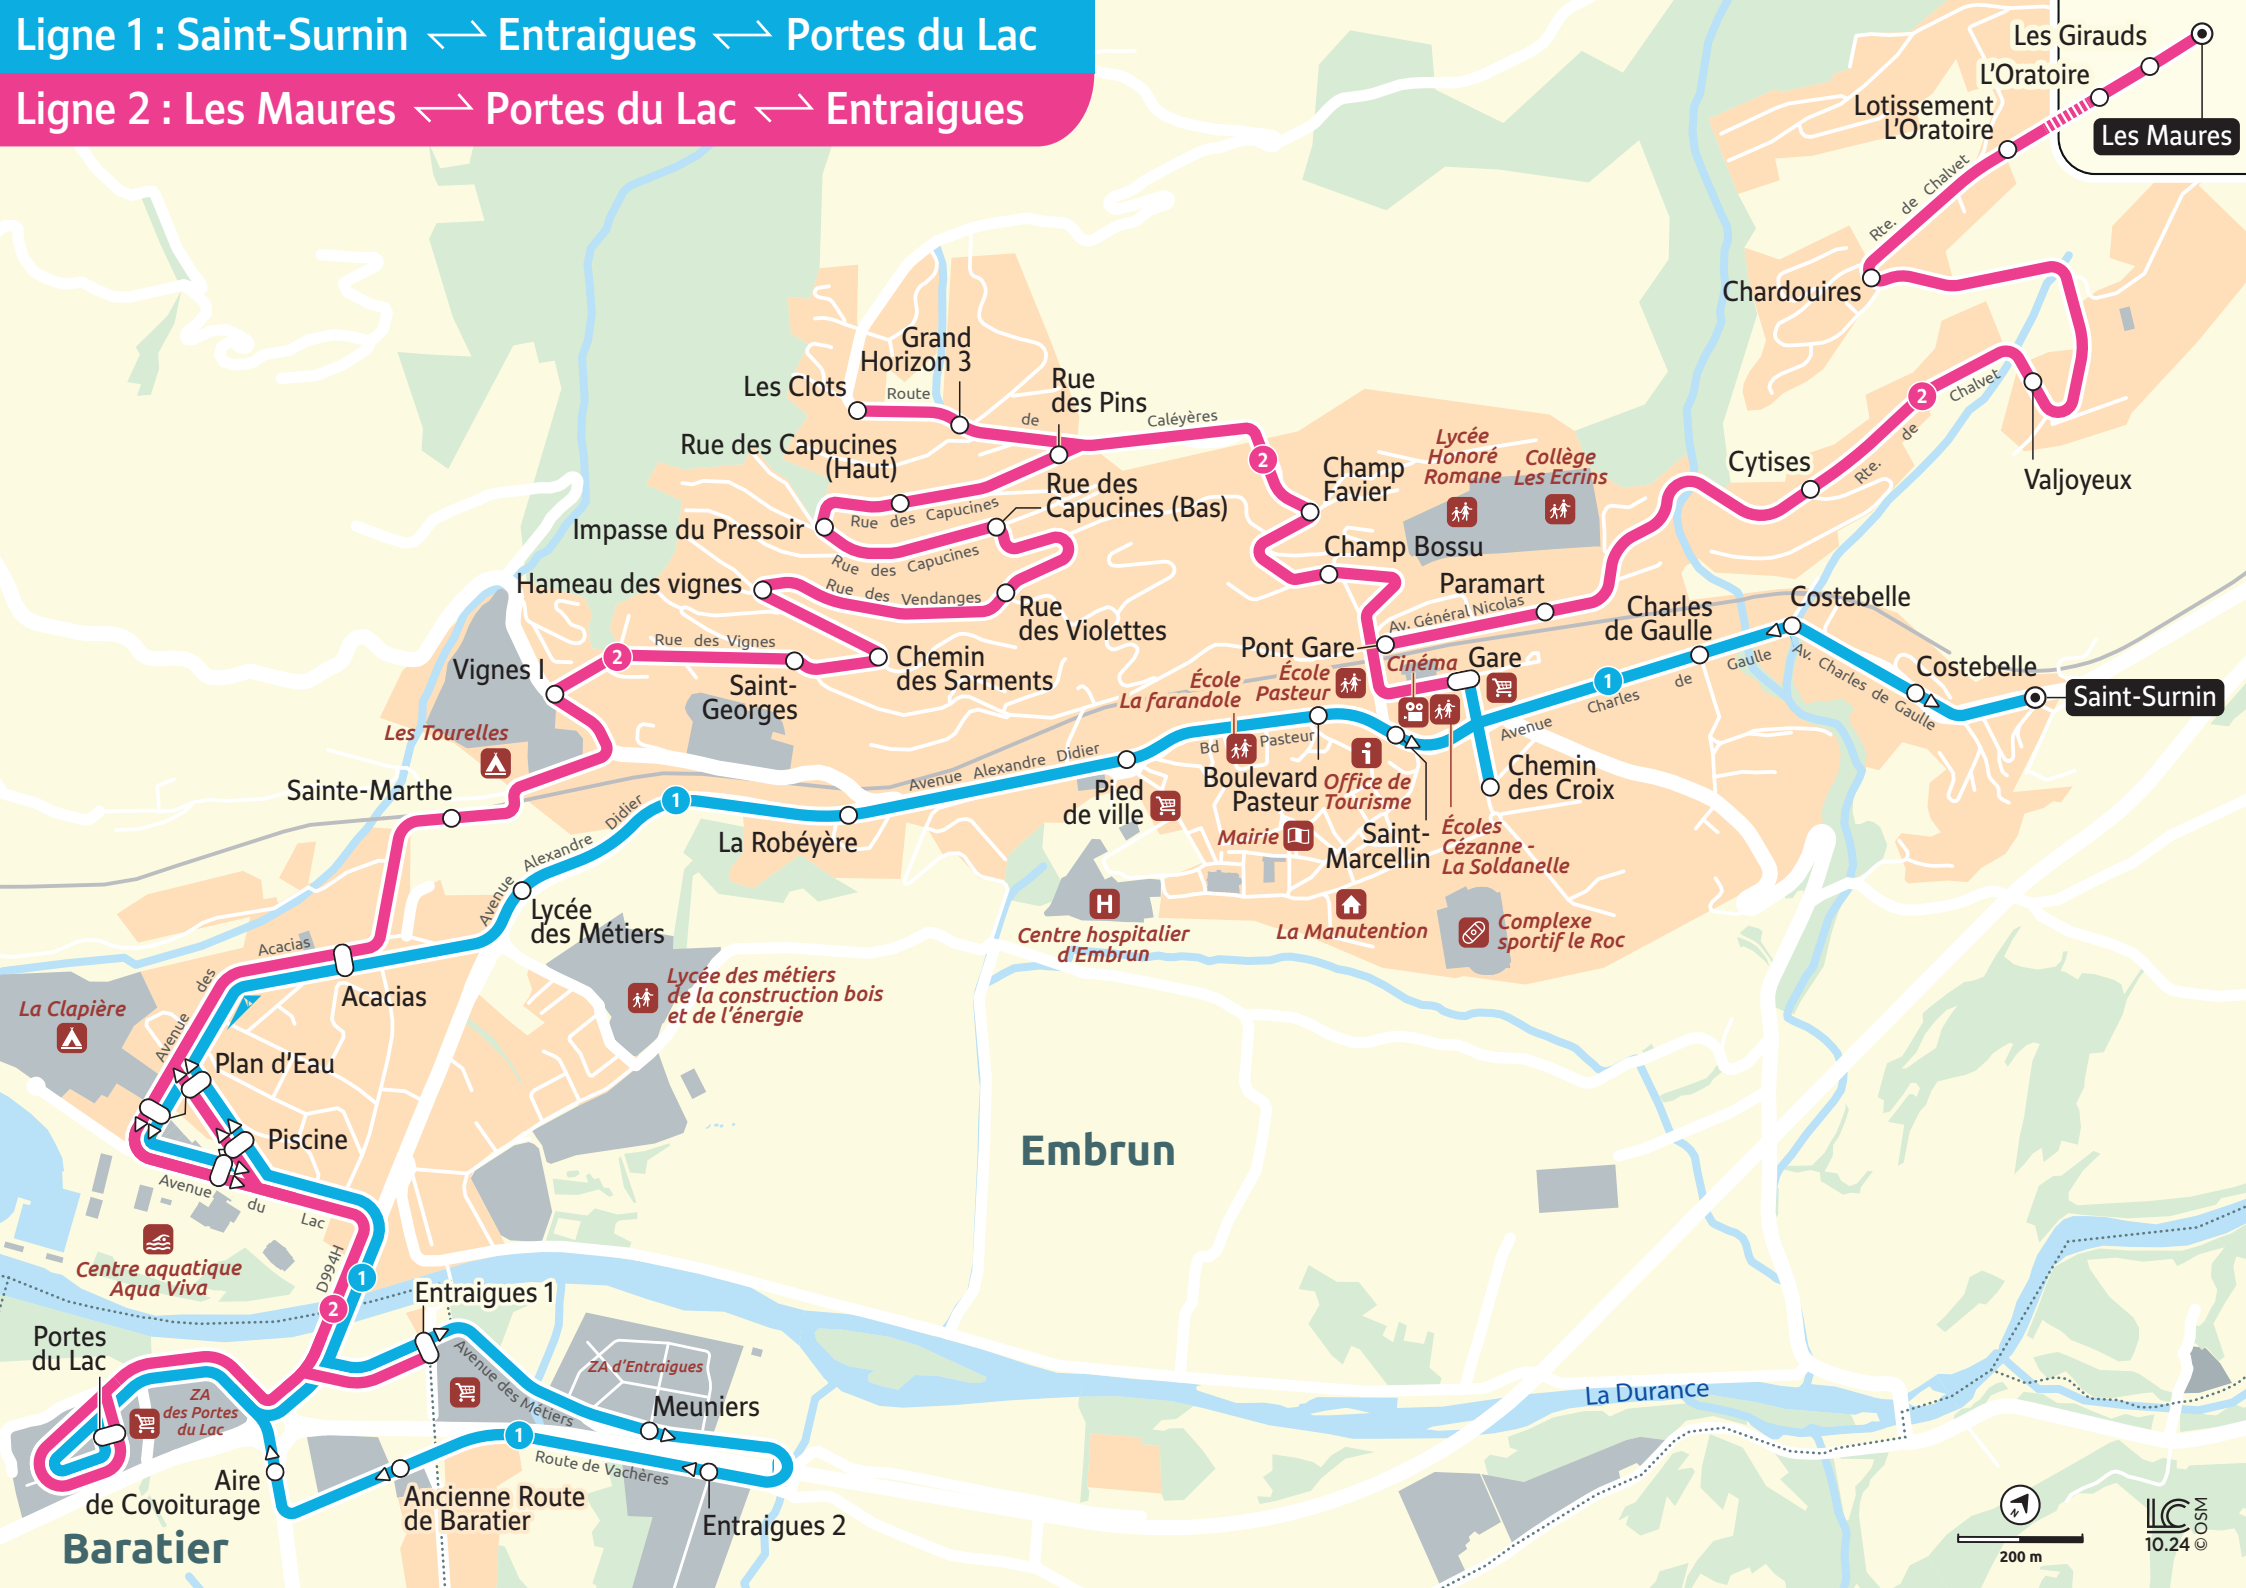 Ligne 1 : Saint-Surnin ⇌ Entraigues ⇌ Portes du Lac
Ligne 2 : Les Maures ⇌ Portes du Lac ⇌ Entraigues
Les Girauds
L'Oratoire
Lotissement
L'Oratoire
Les Maures
Rte. de Chalvet
Chardouires
Grand
Horizon 3
Les Clots
Route de Caléyères
Rue
des Pins
2
Rte. de Chalvet
Rue des Capucines
(Haut)
2
Champ
Favier
Lycée
Honoré
Romane
Collège
Les Ecrins
Cytises
Valjoyeux
Rue des
Capucines (Bas)
Rue des Capucines
Impasse du Pressoir
Rue des Capucines
Champ Bossu
Hameau des vignes
Rue des Vendanges
Paramart
Av. Général Nicolas
Rue
des Violettes
Charles
de Gaulle
Costebelle
Rue des Vignes
2
Vignes I
Chemin
des Sarments
Saint-
Georges
Pont Gare
Cinéma
Gare
École
Pasteur
École
La farandole
1
Avenue Charles de Gaulle
Av. Charles de Gaulle
Costebelle
Saint-Surnin
Les Tourelles
Bd Pasteur
Boulevard
Pasteur
i
Office de
Tourisme
Chemin
des Croix
Avenue Alexandre Didier
Sainte-Marthe
1
Pied
de ville
La Robéyère
Mairie
Saint-
Marcellin
Écoles
Cézanne -
La Soldanelle
Avenue Alexandre Didier
Lycée
des Métiers
H
Centre hospitalier
d'Embrun
La Manutention
Complexe
sportif le Roc
Avenue des Acacias
Acacias
Lycée des métiers
de la construction bois
et de l'énergie
La Clapière
Plan d'Eau
Piscine
Embrun
Avenue du Lac
Centre aquatique
Aqua Viva
D994H
1
2
Entraigues 1
Portes
du Lac
ZA
des Portes
du Lac
Avenue des Métiers
ZA d'Entraigues
Meuniers
La Durance
1
Route de Vachères
Aire
de Covoiturage
Ancienne Route
de Baratier
Entraigues 2
Baratier
N
200 m
LC
10.24 © OSM